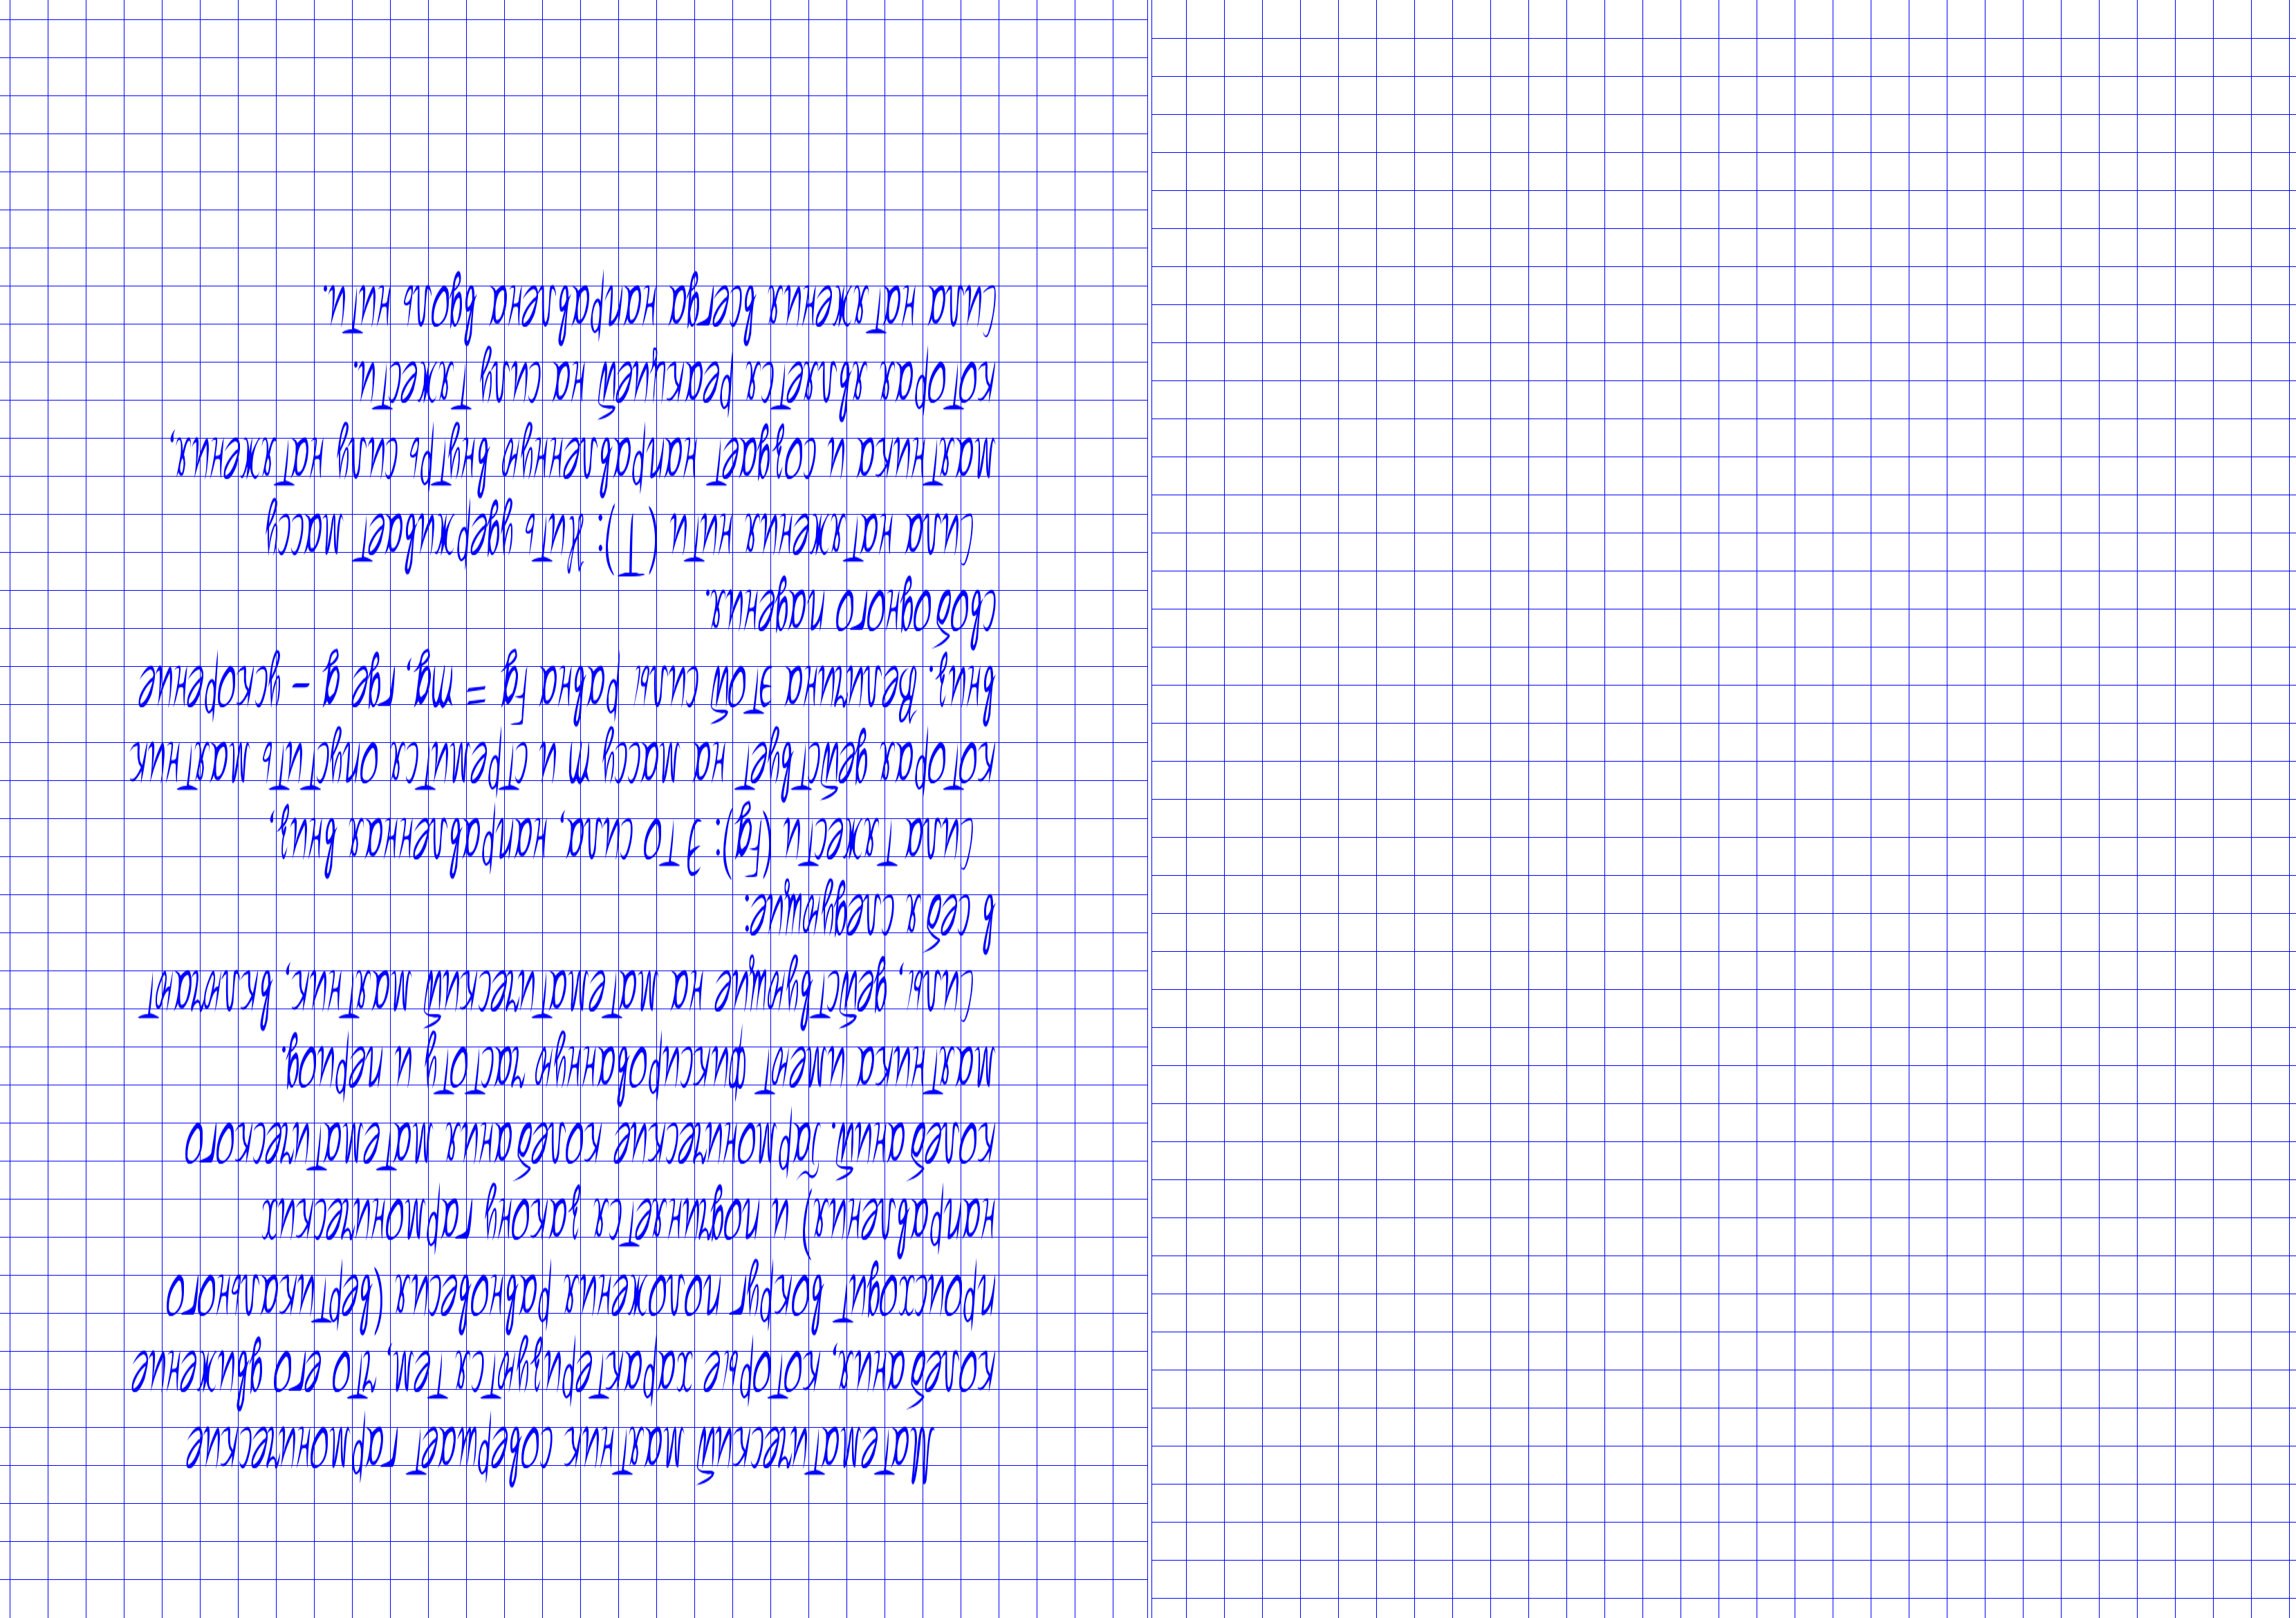 Математический маятник совершает гармонические
колебания, которые характеризуются тем, что его движение
происходит вокруг положения равновесия (вертикального
направления) и подчиняется закону гармонических
колебаний. Гармонические колебания математического
маятника имеют фиксированную частоту и период.
Силы, действующие на математический маятник, включают
в себя следующие:
Сила тяжести (Fg): Это сила, направленная вниз,
которая действует на массу m и стремится опустить маятник
вниз. Величина этой силы равна Fg = mg, где g - ускорение
свободного падения.
Сила натяжения нити (T): Нить удерживает массу
маятника и создает направленную внутрь силу натяжения,
которая является реакцией на силу тяжести.
Сила натяжения всегда направлена вдоль нити.